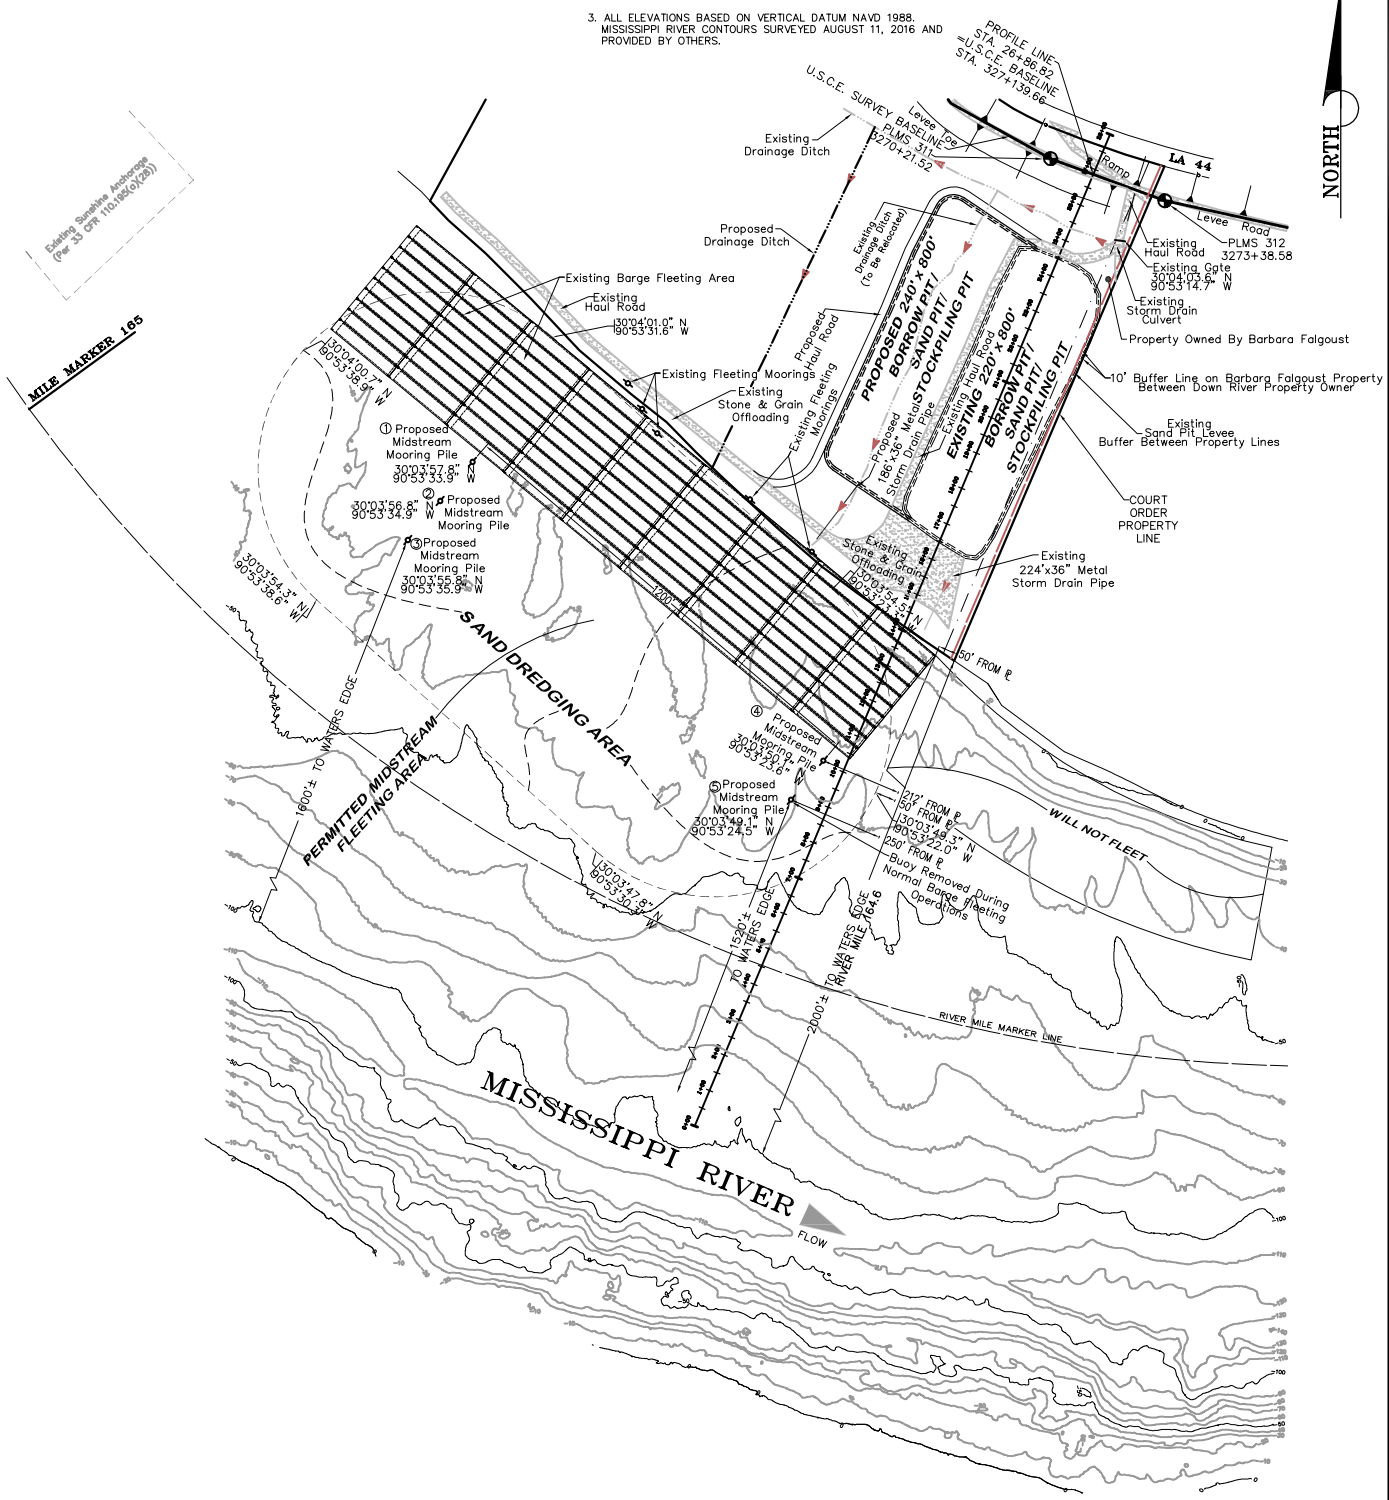 3. ALL ELEVATIONS BASED ON VERTICAL DATUM NAVD 1988.
MISSISSIPPI RIVER CONTOURS SURVEYED AUGUST 11, 2016 AND
PROVIDED BY OTHERS.
PROFILE LINE
STA. 26+86.82
=U.S.C.E. BASELINE
STA. 327+139.66
NORTH
U.S.C.E. SURVEY BASELINE
Levee Toe
PLMS 311
3270+21.52
Ramp
LA 44
Levee Road
PLMS 312
3273+38.58
Existing
Drainage Ditch
Existing Sunshine Anchorage
(Per 33 CFR 110.195(a)(28))
Proposed
Drainage Ditch
Existing
Drainage Ditch
(To Be Relocated)
Existing
Haul Road
Existing Gate
30°04'03.6" N
90°53'14.7" W
Existing
Storm Drain
Culvert
Property Owned By Barbara Falgoust
10' Buffer Line on Barbara Falgoust Property
Between Down River Property Owner
Existing
Sand Pit Levee
Buffer Between Property Lines
COURT
ORDER
PROPERTY
LINE
Existing Barge Fleeting Area
Existing
Haul Road
30°04'01.0" N
90°53'31.6" W
Proposed
Haul Road
PROPOSED 240' x 800'
BORROW PIT/
SAND PIT/
STOCKPILING PIT
Existing Haul Road
EXISTING 220' x 800'
BORROW PIT/
SAND PIT/
STOCKPILING PIT
MILE MARKER 165
30°04'00.7" N
90°53'38.9" W
Existing Fleeting Moorings
Existing
Stone & Grain
Offloading
Existing Fleeting
Moorings
Proposed
186'x36" Metal
Storm Drain Pipe
1 Proposed
Midstream
Mooring Pile
30°03'57.8" N
90°53'33.9" W
2
30°03'56.8" N
90°53'34.9" W
Proposed
Midstream
Mooring Pile
3 Proposed
Midstream
Mooring Pile
30°03'55.8" N
90°53'35.9" W
Existing
Stone & Grain
Offloading
30°03'54.5" N
Existing
224'x36" Metal
Storm Drain Pipe
30°03'54.3" N
90°53'38.6" W
1200'
SAND DREDGING AREA
50' FROM ℄
1600'± TO WATERS EDGE
PERMITTED MIDSTREAM
FLEETING AREA
4 Proposed
Midstream
Mooring Pile
30°03'50.1" N
90°53'23.6" W
5 Proposed
Midstream
Mooring Pile
30°03'49.1" N
90°53'24.5" W
212' FROM ℄
50' FROM ℄
30°03'49.3" N
90°53'22.0" W
250' FROM ℄
Buoy Removed During
Normal Barge Fleeting
Operations
WILL NOT FLEET
30°03'47.8" N
90°53'30.3" W
1520'±
TO WATERS EDGE
2000'± TO WATERS EDGE
RIVER MILE 164.6
RIVER MILE MARKER LINE
MISSISSIPPI RIVER
FLOW